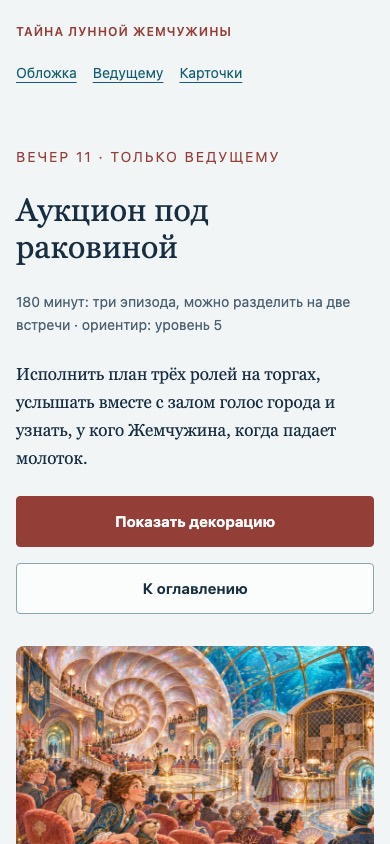 ТАЙНА ЛУННОЙ ЖЕМЧУЖИНЫ
Обложка Ведущему Карточки
ВЕЧЕР 11 · ТОЛЬКО ВЕДУЩЕМУ
Аукцион под
раковиной
180 минут: три эпизода, можно разделить на две
встречи · ориентир: уровень 5
Исполнить план трёх ролей на торгах,
услышать вместе с залом голос города и
узнать, у кого Жемчужина, когда падает
молоток.
Показать декорацию
К оглавлению